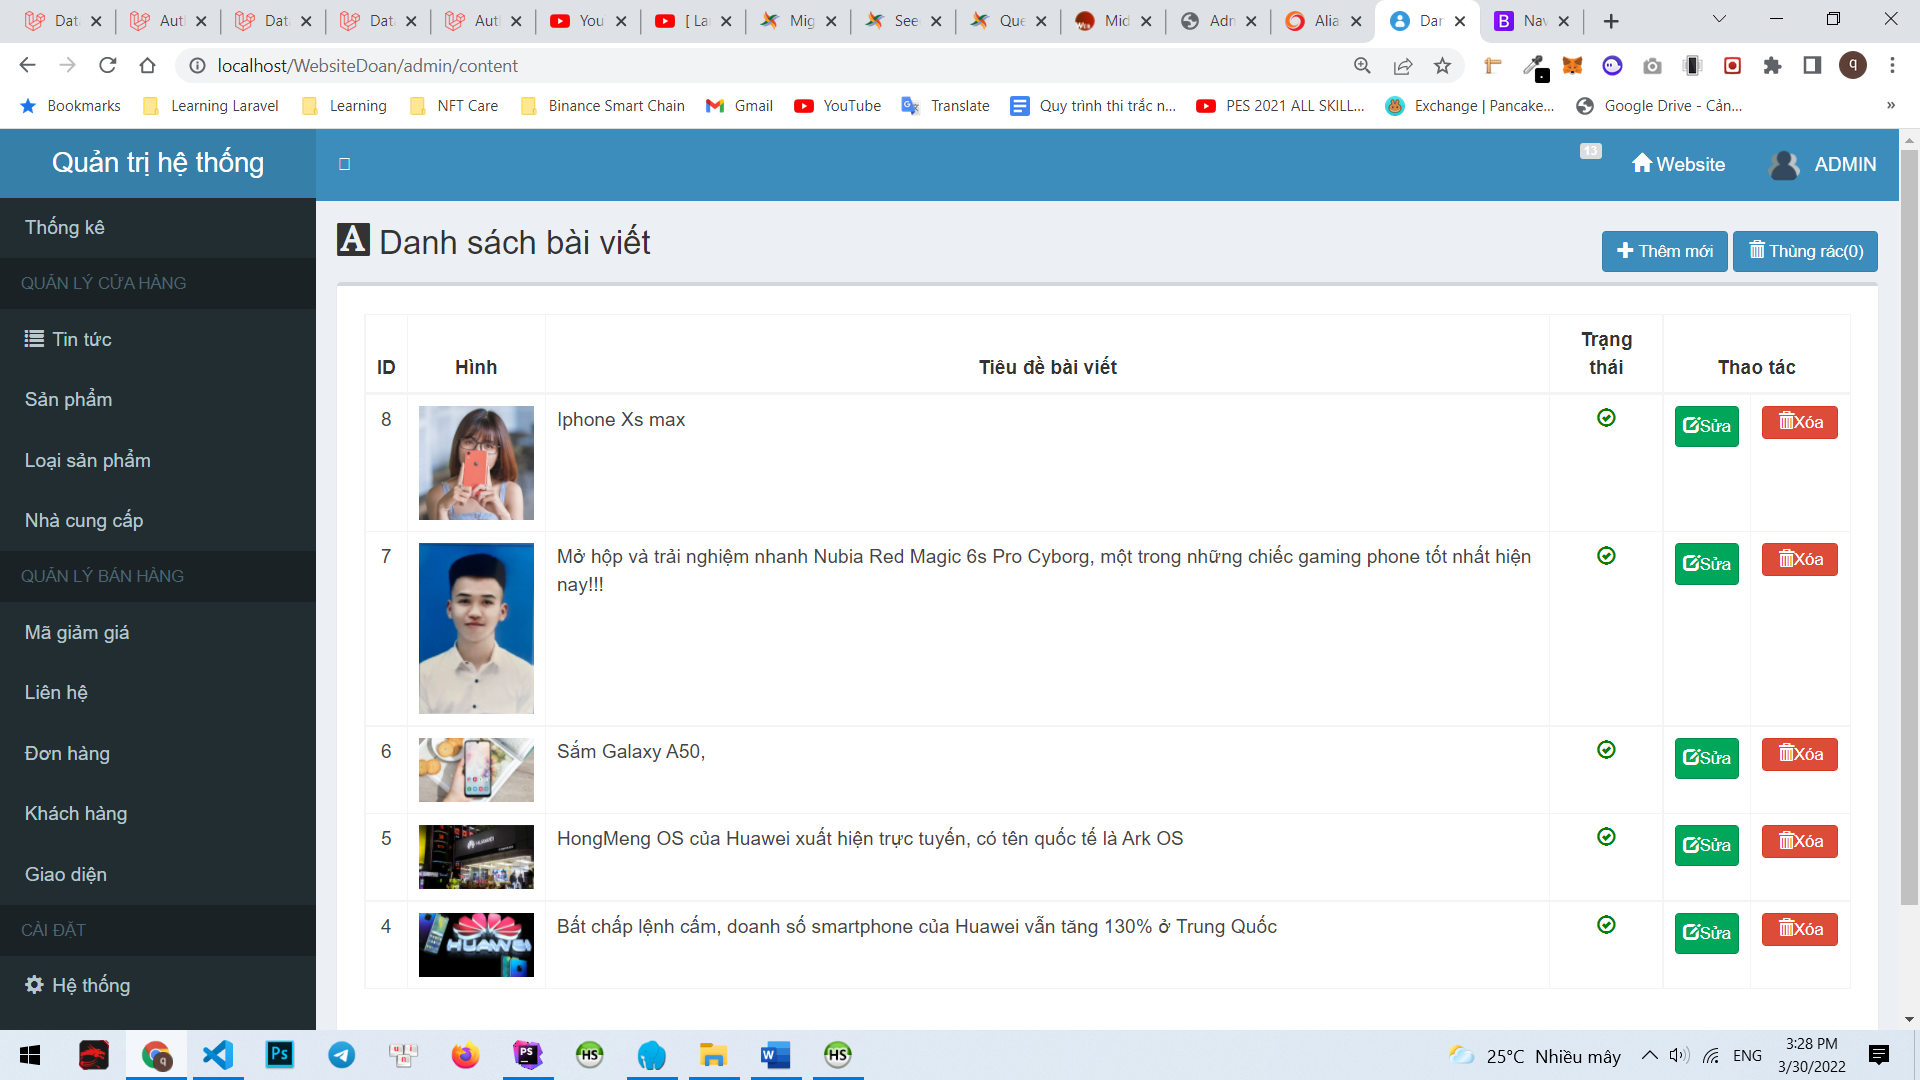 Dat
Aut
Dat
Dat
Aut
You
[ Lar
Mig
See
Que
Mid
Adn
Alia
Dar
Nav
localhost/WebsiteDoan/admin/content
q
Bookmarks
Learning Laravel
Learning
NFT Care
Binance Smart Chain
Gmail
YouTube
Translate
Quy trình thi trắc n...
PES 2021 ALL SKILL...
Exchange | Pancake...
Google Drive - Cản...
»
Quản trị hệ thống
13
Website
ADMIN
Thống kê
QUẢN LÝ CỬA HÀNG
Tin tức
Sản phẩm
Loại sản phẩm
Nhà cung cấp
QUẢN LÝ BÁN HÀNG
Mã giảm giá
Liên hệ
Đơn hàng
Khách hàng
Giao diện
CÀI ĐẶT
Hệ thống
A Danh sách bài viết
Thêm mới
Thùng rác(0)
ID Hình Tiêu đề bài viết Trạng thái Thao tác
8 Iphone Xs max Sửa Xóa
7 Mở hộp và trải nghiệm nhanh Nubia Red Magic 6s Pro Cyborg, một trong những chiếc gaming phone tốt nhất hiện
nay!!! Sửa Xóa
6 Sắm Galaxy A50, Sửa Xóa
5 HongMeng OS của Huawei xuất hiện trực tuyến, có tên quốc tế là Ark OS Sửa Xóa
HUAWEI
4 Bất chấp lệnh cấm, doanh số smartphone của Huawei vẫn tăng 130% ở Trung Quốc Sửa Xóa
HUAWEI
25°C Nhiều mây
ENG
3:28 PM
3/30/2022